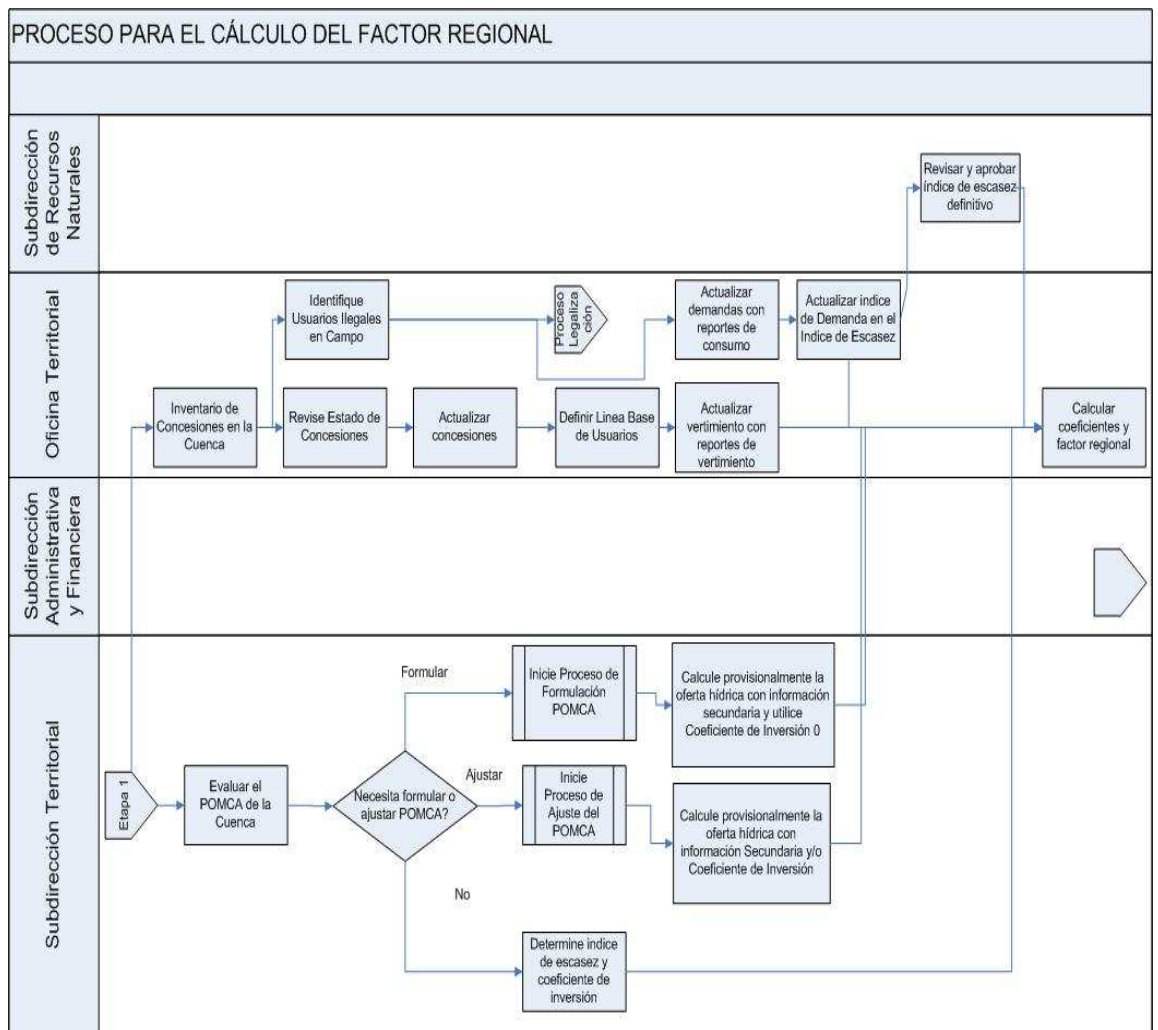 PROCESO PARA EL CÁLCULO DEL FACTOR REGIONAL
Subdirección
de Recursos
Naturales
Revisar y aprobar
índice de escasez
definitivo
Oficina Territorial
Identifique
Usuarios Ilegales
en Campo
Proceso
Legaliza
ción
Actualizar
demandas con
reportes de
consumo
Actualizar indice
de Demanda en el
Indice de Escasez
Inventario de
Concesiones en la
Cuenca
Revise Estado de
Concesiones
Actualizar
concesiones
Definir Linea Base
de Usuarios
Actualizar
vertimiento con
reportes de
vertimiento
Calcular
coeficientes y
factor regional
Subdirección
Administrativa
y Financiera
Subdirección Territorial
Etapa 1
Evaluar el
POMCA de la
Cuenca
Necesita formular o
ajustar POMCA?
Formular
Inicie Proceso de
Formulación
POMCA
Calcule provisionalmente la
oferta hídrica con información
secundaria y utilice
Coeficiente de Inversión 0
Ajustar
Inicie
Proceso de
Ajuste del
POMCA
Calcule provisionalmente la
oferta hídrica con
información Secundaria y/o
Coeficiente de Inversión
No
Determine indice
de escasez y
coeficiente de
inversión